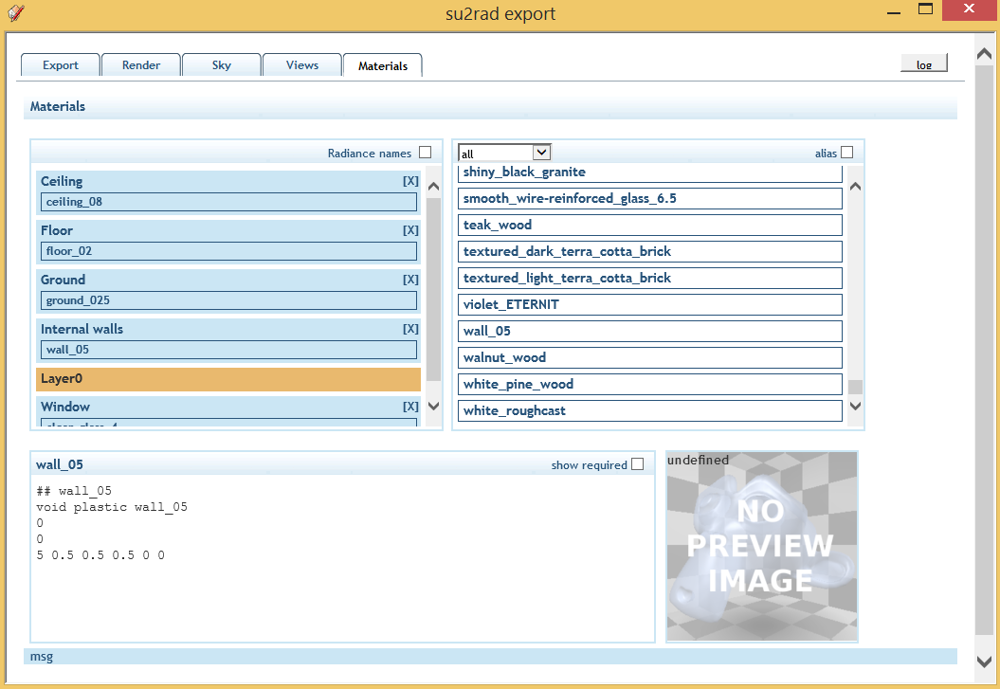 su2rad export
Export Render Sky Views Materials log
Materials
Radiance names
Ceiling [X]
ceiling_08
Floor [X]
floor_02
Ground [X]
ground_025
Internal walls [X]
wall_05
Layer0
Window [X]
all alias
shiny_black_granite
smooth_wire-reinforced_glass_6.5
teak_wood
textured_dark_terra_cotta_brick
textured_light_terra_cotta_brick
violet_ETERNIT
wall_05
walnut_wood
white_pine_wood
white_roughcast
wall_05 show required
## wall_05
void plastic wall_05
0
0
5 0.5 0.5 0.5 0 0
undefined
NO
PREVIEW
IMAGE
msg